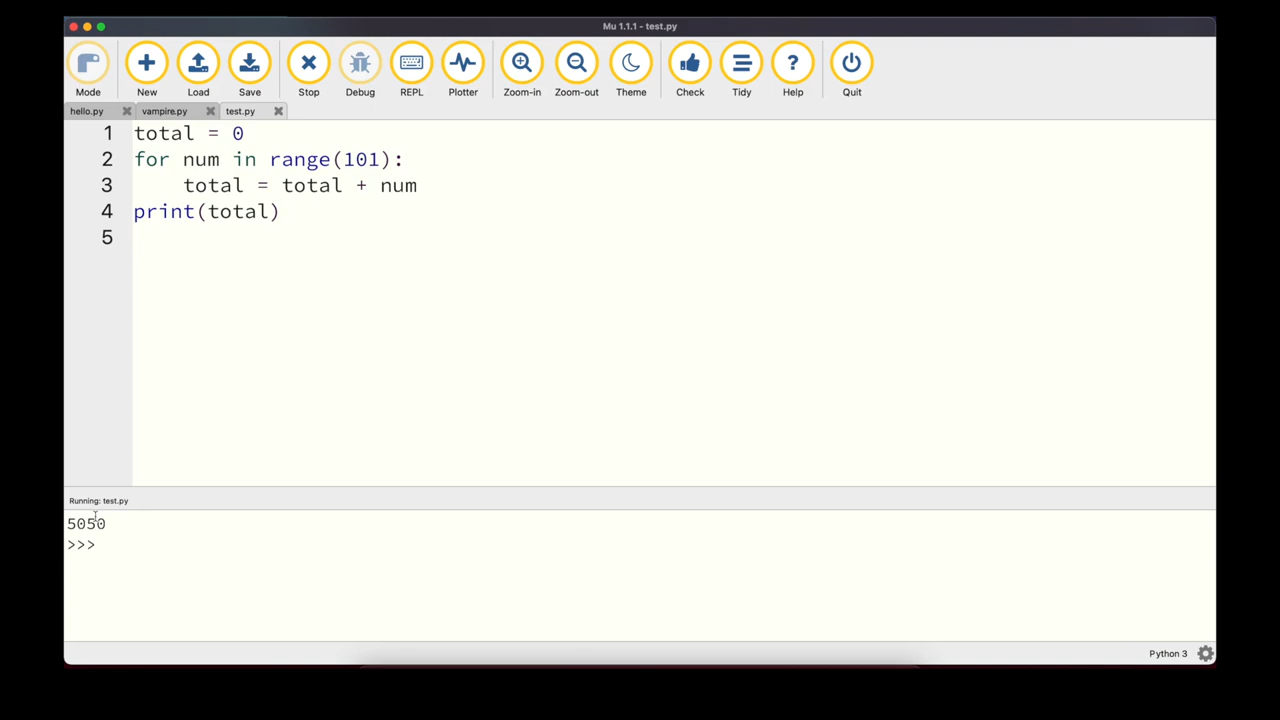 Mu 1.1.1 - test.py
Mode New Load Save Stop Debug REPL Plotter Zoom-in Zoom-out Theme Check Tidy Help Quit
hello.py vampire.py test.py
1 total = 0
2 for num in range(101):
3     total = total + num
4 print(total)
5
Running: test.py
5050
>>>
Python 3